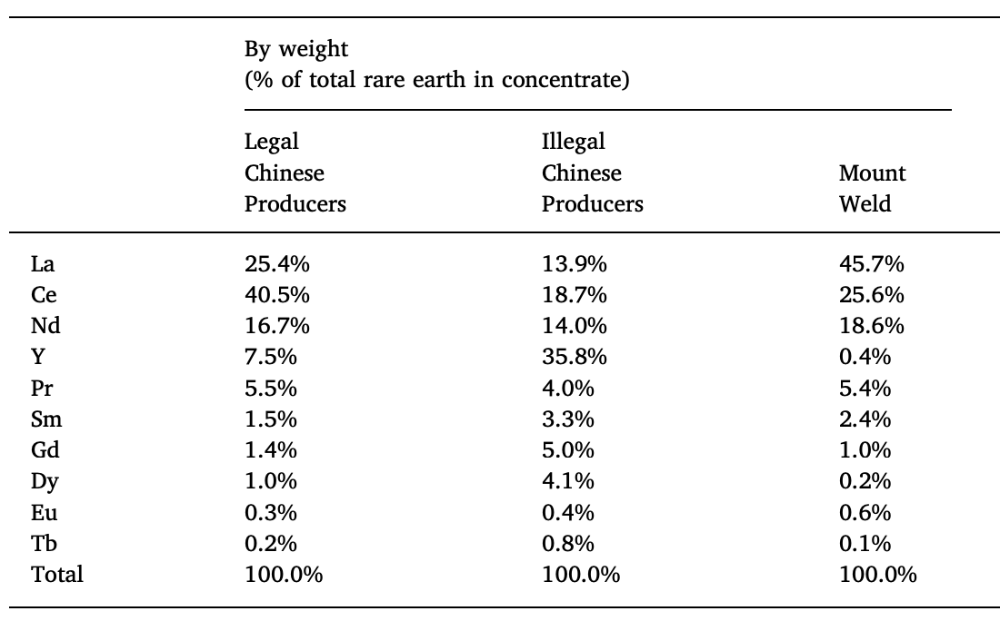 By weight
(% of total rare earth in concentrate)
Legal Chinese Producers Illegal Chinese Producers Mount Weld
La 25.4% 13.9% 45.7%
Ce 40.5% 18.7% 25.6%
Nd 16.7% 14.0% 18.6%
Y 7.5% 35.8% 0.4%
Pr 5.5% 4.0% 5.4%
Sm 1.5% 3.3% 2.4%
Gd 1.4% 5.0% 1.0%
Dy 1.0% 4.1% 0.2%
Eu 0.3% 0.4% 0.6%
Tb 0.2% 0.8% 0.1%
Total 100.0% 100.0% 100.0%